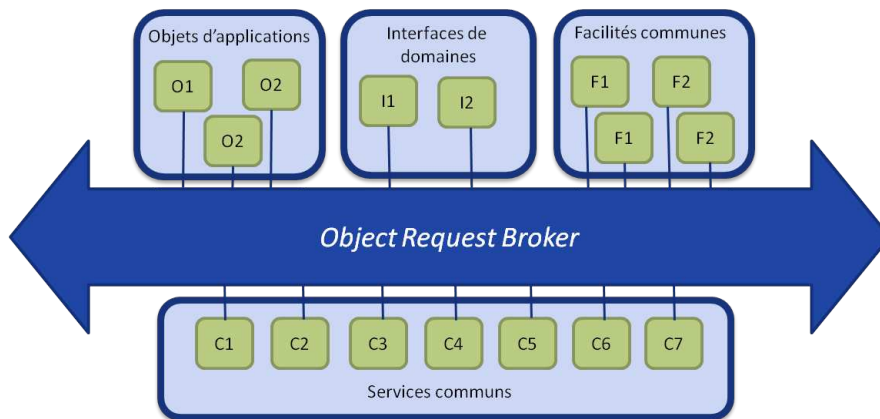 Objets d'applications
O1
O2
O2
Interfaces de
domaines
I1
I2
Facilités communes
F1
F2
F1
F2
Object Request Broker
C1
C2
C3
C4
C5
C6
C7
Services communs